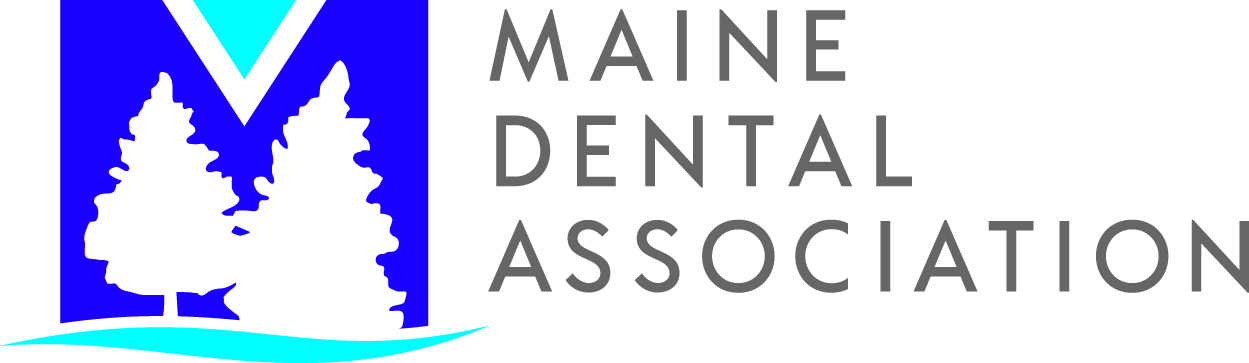 MAINE
DENTAL
ASSOCIATION